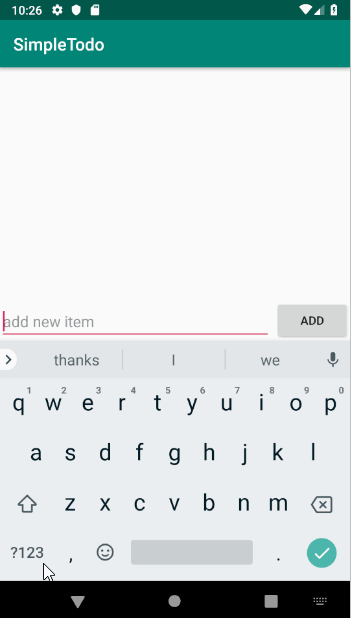 10:26
SimpleTodo
add new item
ADD
thanks I we
1 2 3 4 5 6 7 8 9 0
q w e r t y u i o p
a s d f g h j k l
z x c v b n m
?123 , .